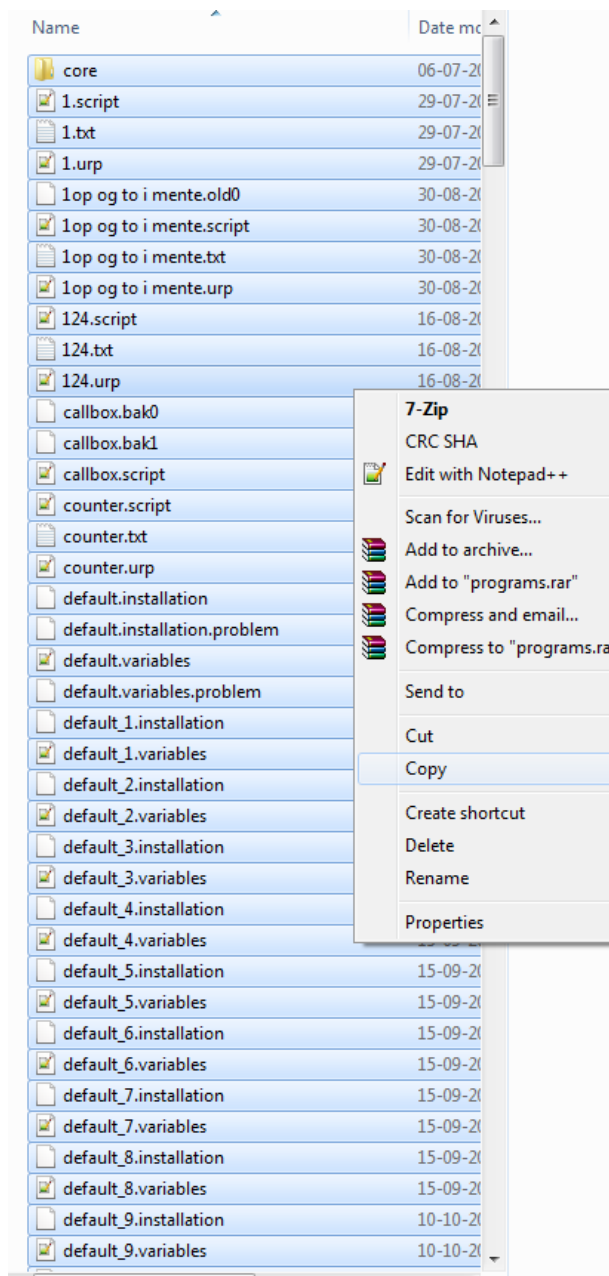 Name Date mo
core 06-07-20
1.script 29-07-20
1.txt 29-07-20
1.urp 29-07-20
1op og to i mente.old0 30-08-20
1op og to i mente.script 30-08-20
1op og to i mente.txt 30-08-20
1op og to i mente.urp 30-08-20
124.script 16-08-20
124.txt 16-08-20
124.urp 16-08-20
callbox.bak0
callbox.bak1
callbox.script
counter.script
counter.txt
counter.urp
default.installation
default.installation.problem
default.variables
default.variables.problem
default_1.installation
default_1.variables
default_2.installation
default_2.variables
default_3.installation
default_3.variables
default_4.installation
default_4.variables
default_5.installation 15-09-20
default_5.variables 15-09-20
default_6.installation 15-09-20
default_6.variables 15-09-20
default_7.installation 15-09-20
default_7.variables 15-09-20
default_8.installation 15-09-20
default_8.variables 15-09-20
default_9.installation 10-10-20
default_9.variables 10-10-20
7-Zip
CRC SHA
Edit with Notepad++
Scan for Viruses...
Add to archive...
Add to "programs.rar"
Compress and email...
Compress to "programs.ra
Send to
Cut
Copy
Create shortcut
Delete
Rename
Properties